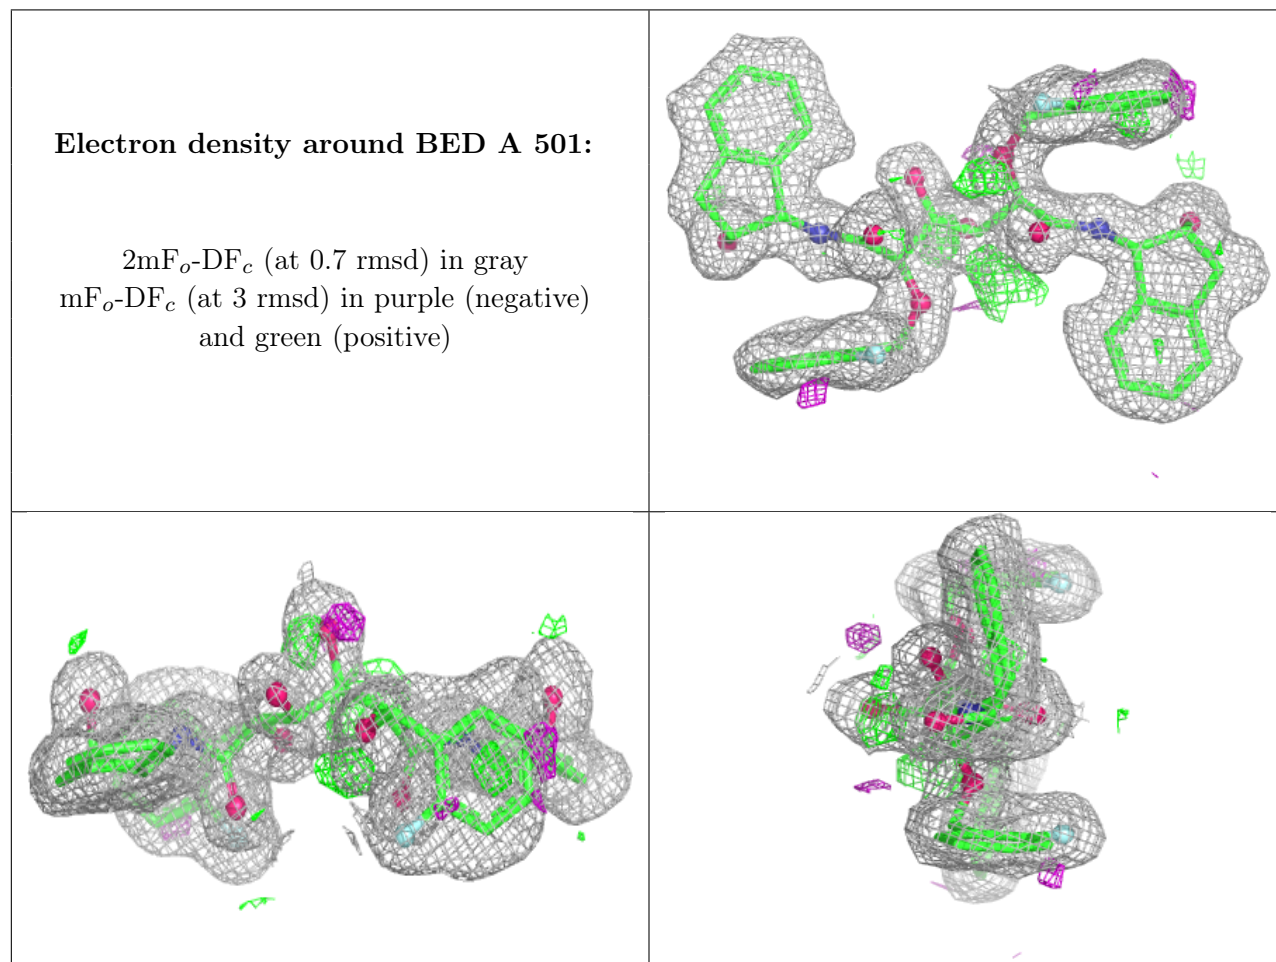 Electron density around BED A 501:
2mFo-DFc (at 0.7 rmsd) in gray
mFo-DFc (at 3 rmsd) in purple (negative)
and green (positive)